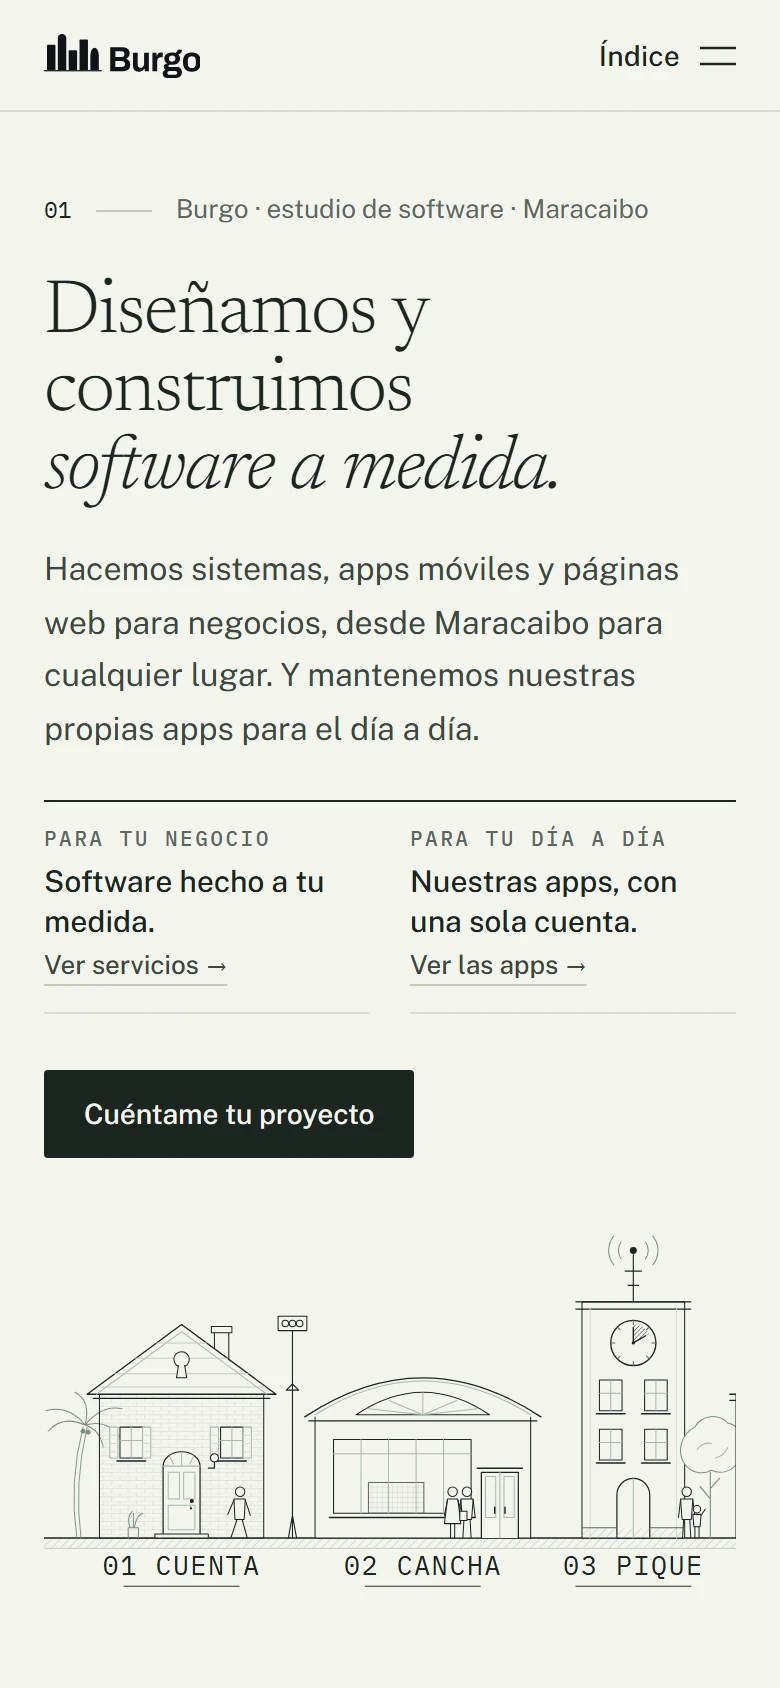 Burgo
Índice
01 Burgo · estudio de software · Maracaibo
Diseñamos y
construimos
software a medida.
Hacemos sistemas, apps móviles y páginas
web para negocios, desde Maracaibo para
cualquier lugar. Y mantenemos nuestras
propias apps para el día a día.
PARA TU NEGOCIO
Software hecho a tu
medida.
Ver servicios →
PARA TU DÍA A DÍA
Nuestras apps, con
una sola cuenta.
Ver las apps →
Cuéntame tu proyecto
01 CUENTA
02 CANCHA
03 PIQUE